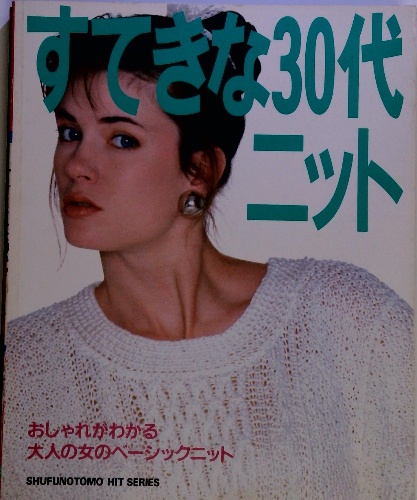 すてきな30代
ニット
おしゃれがわかる
大人の女のベーシックニット
SHUFUNOTOMO HIT SERIES